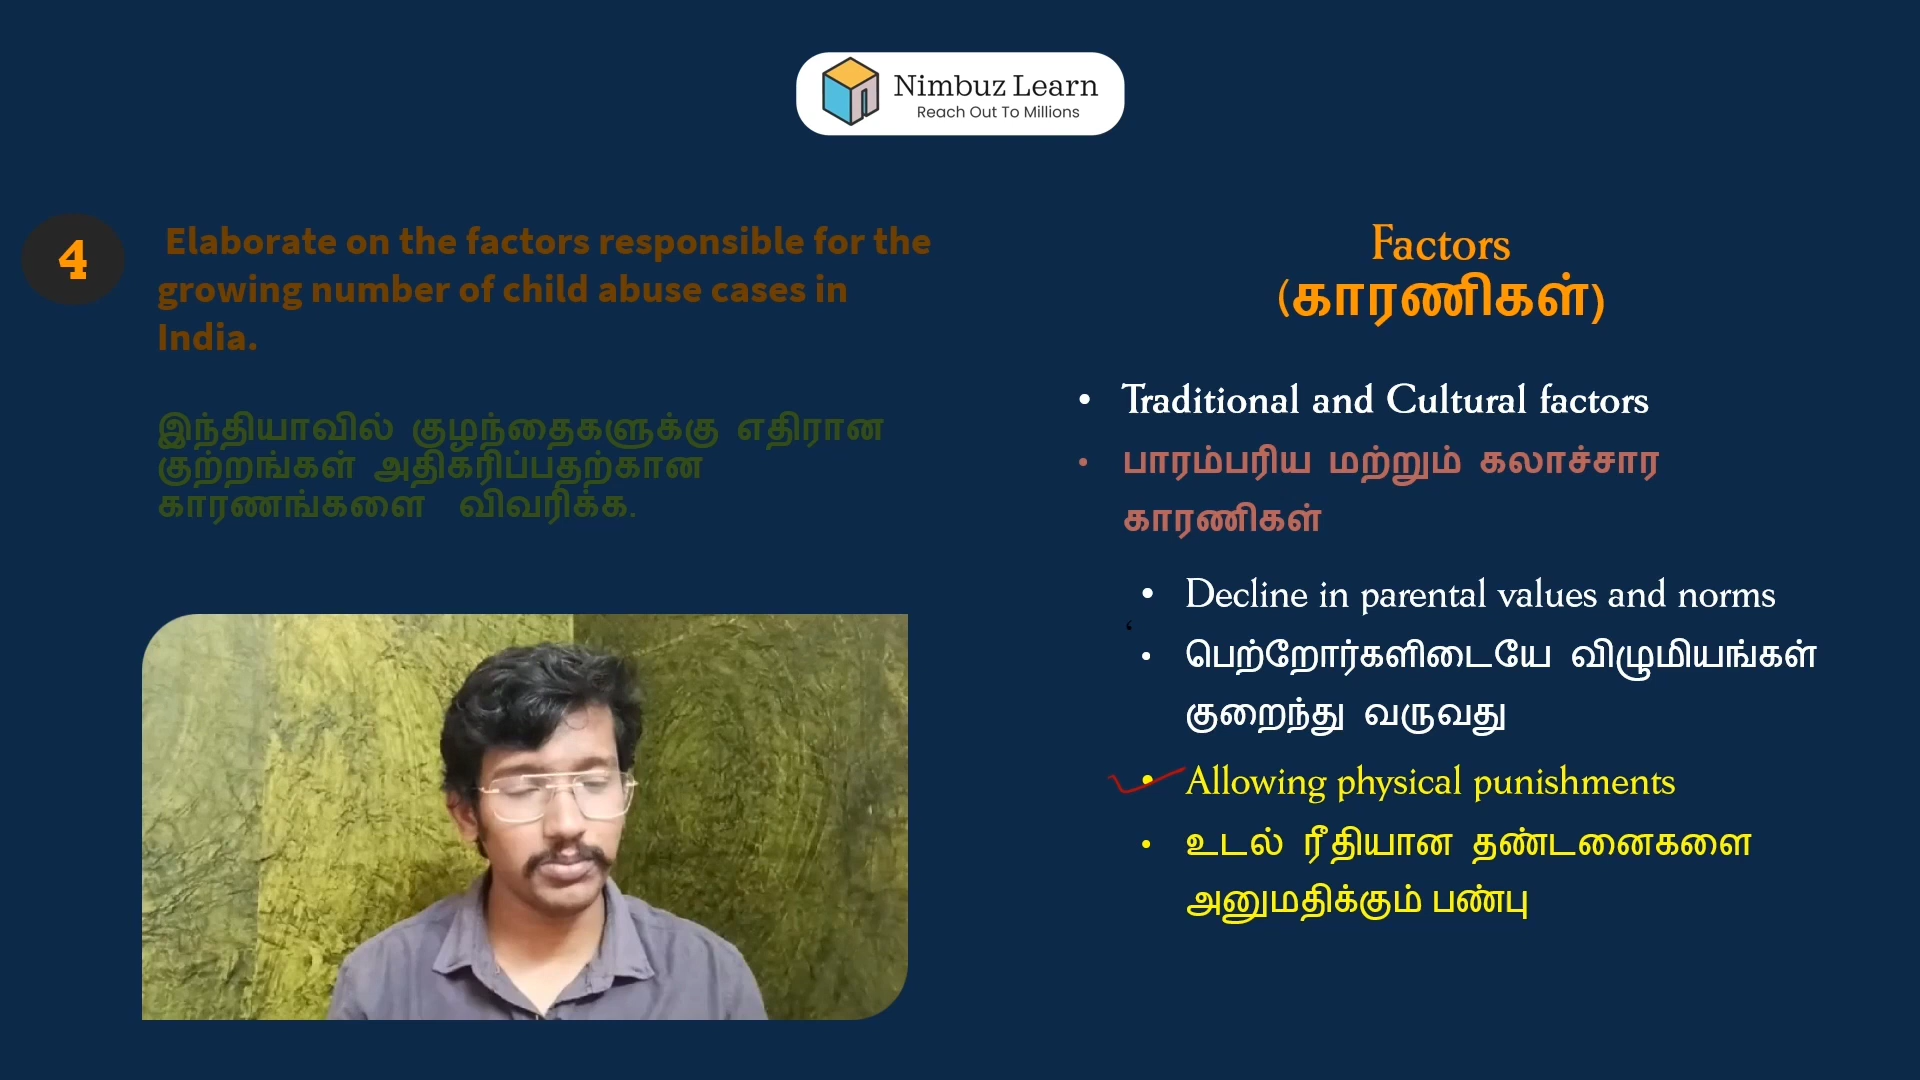 Nimbuz Learn
Reach Out To Millions
4
Elaborate on the factors responsible for the
growing number of child abuse cases in
India.
இந்தியாவில் குழந்தைகளுக்கு எதிரான
குற்றங்கள் அதிகரிப்பதற்கான
காரணங்களை விவரிக்க.
Factors
(காரணிகள்)
• Traditional and Cultural factors
• பாரம்பரிய மற்றும் கலாச்சார
காரணிகள்
• Decline in parental values and norms
• பெற்றோர்களிடையே விழுமியங்கள்
குறைந்து வருவது
• Allowing physical punishments
• உடல் ரீதியான தண்டனைகளை
அனுமதிக்கும் பண்பு